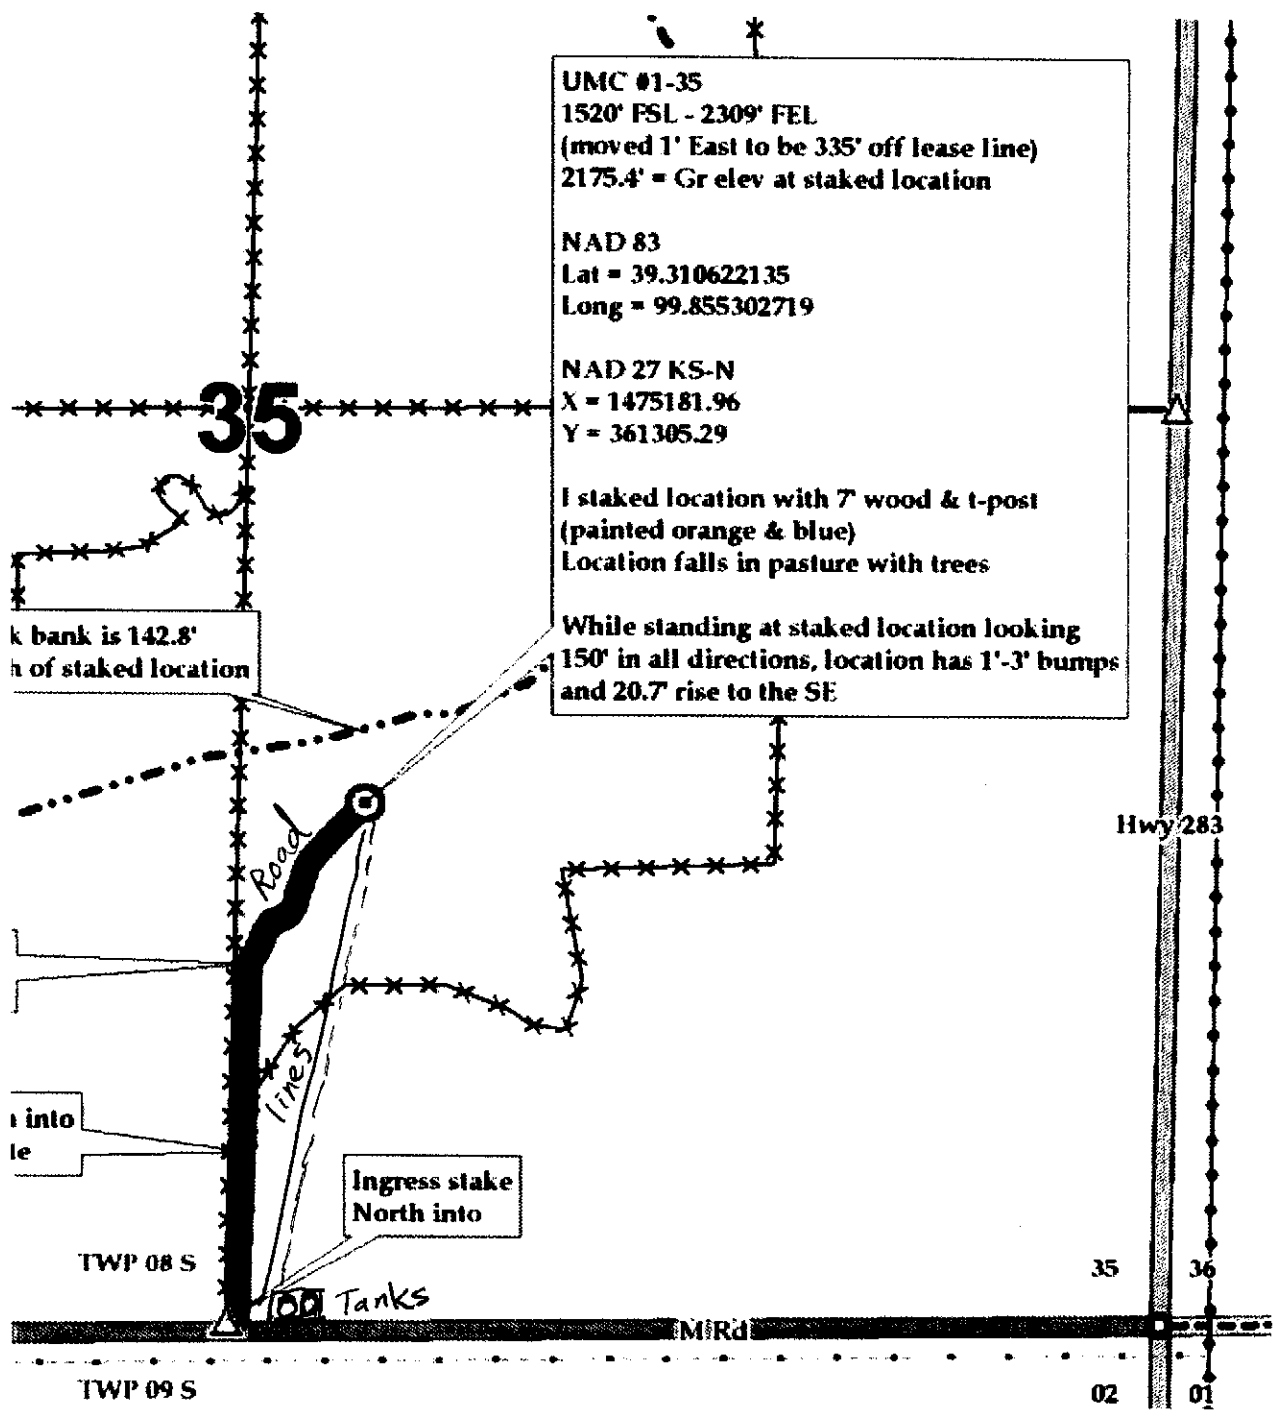 UMC #1-35
1520' FSL - 2309' FEL
(moved 1' East to be 335' off lease line)
2175.4' = Gr elev at staked location
NAD 83
Lat = 39.310622135
Long = 99.855302719
NAD 27 KS-N
X = 1475181.96
Y = 361305.29
I staked location with 7' wood & t-post
(painted orange & blue)
Location falls in pasture with trees
While standing at staked location looking
150' in all directions, location has 1'-3' bumps
and 20.7' rise to the SE
35
k bank is 142.8'
h of staked location
Road
Hwy 283
lines
into
le
Ingress stake
North into
TWP 08 S
35
36
Tanks
M Rd
TWP 09 S
02
01